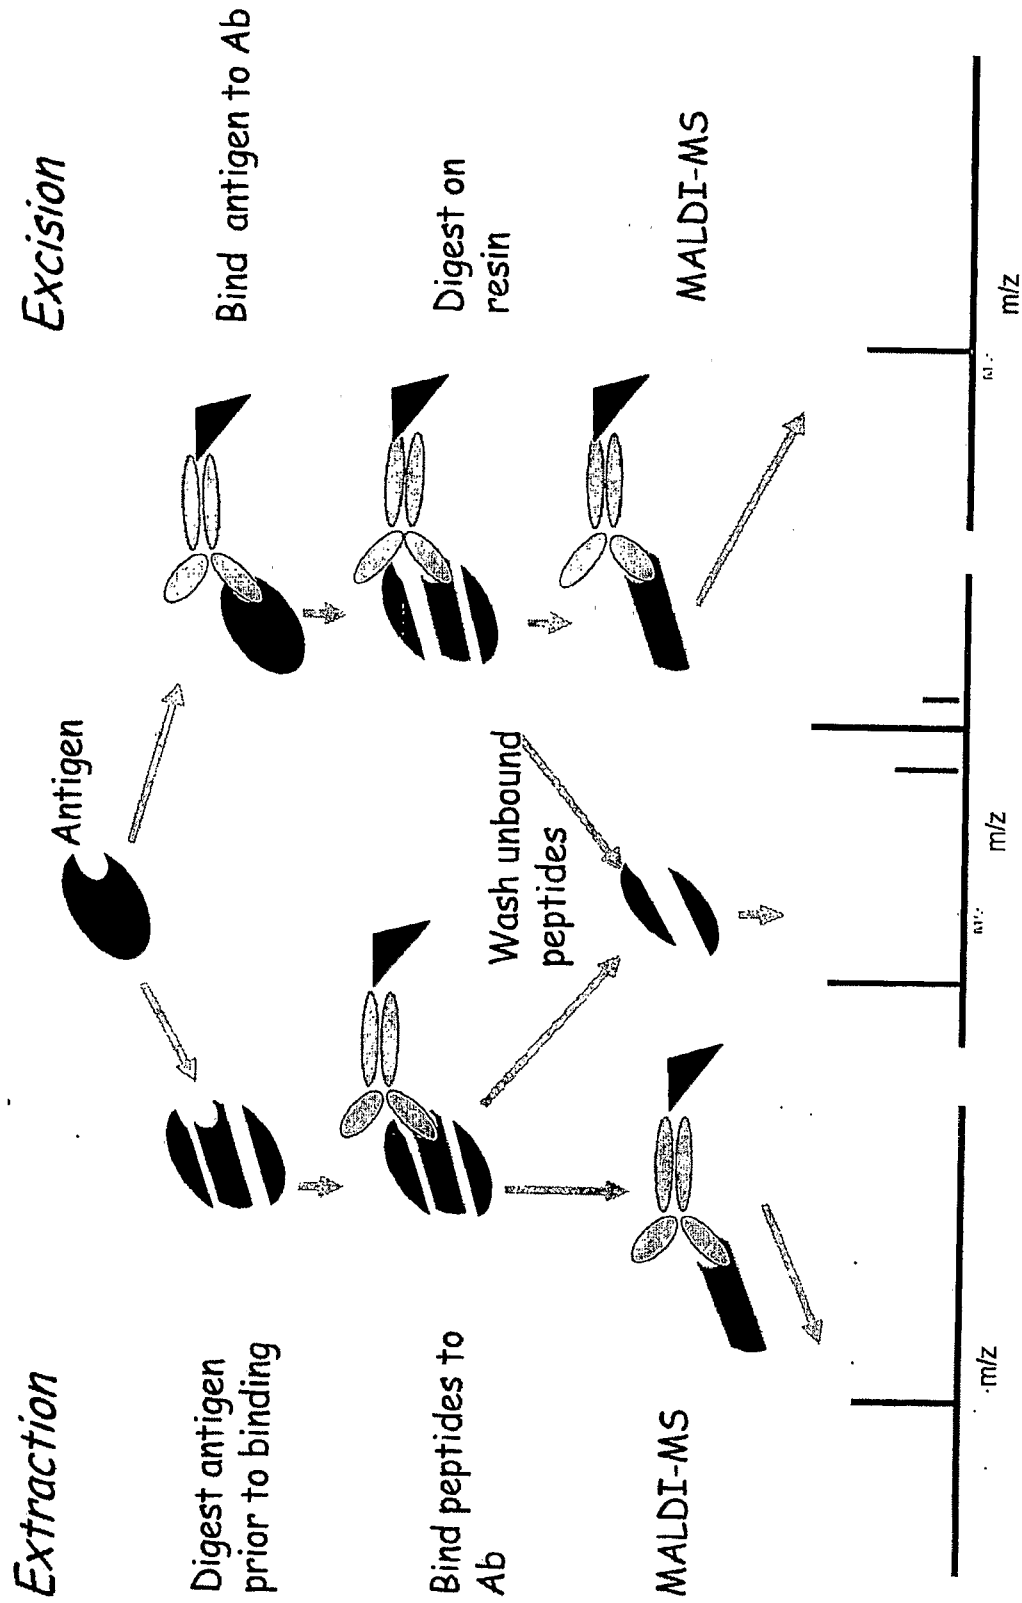 Extraction
Excision
Antigen
Digest antigen
prior to binding
Bind antigen to Ab
Bind peptides to
Ab
Wash unbound
peptides
Digest on
resin
MALDI-MS
MALDI-MS
m/z
m/z
m/z